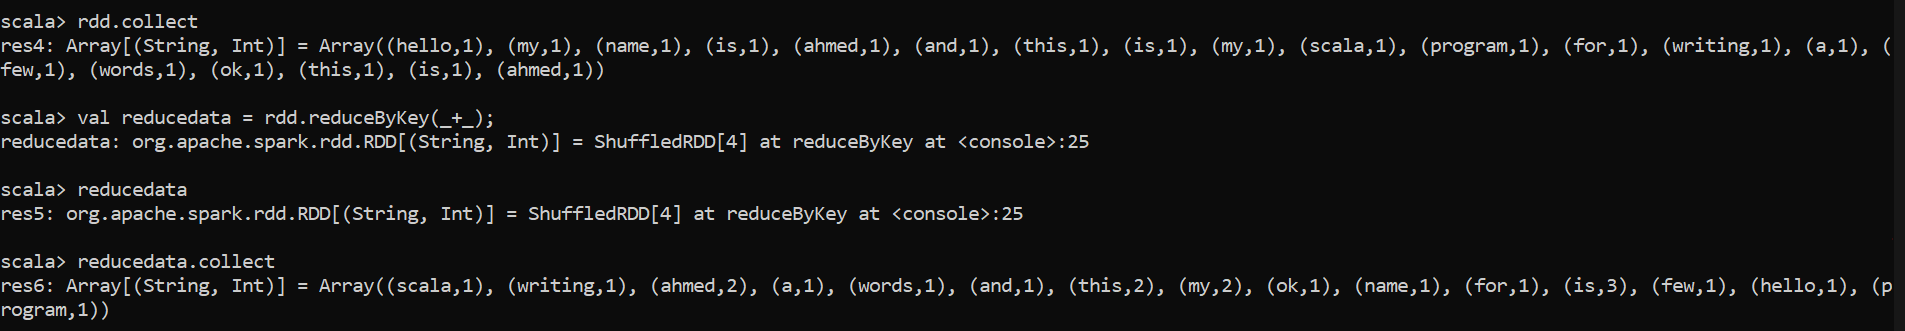 scala> rdd.collect
res4: Array[(String, Int)] = Array((hello,1), (my,1), (name,1), (is,1), (ahmed,1), (and,1), (this,1), (is,1), (my,1), (scala,1), (program,1), (for,1), (writing,1), (a,1), (
few,1), (words,1), (ok,1), (this,1), (is,1), (ahmed,1))
scala> val reducedata = rdd.reduceByKey(_+_);
reducedata: org.apache.spark.rdd.RDD[(String, Int)] = ShuffledRDD[4] at reduceByKey at <console>:25
scala> reducedata
res5: org.apache.spark.rdd.RDD[(String, Int)] = ShuffledRDD[4] at reduceByKey at <console>:25
scala> reducedata.collect
res6: Array[(String, Int)] = Array((scala,1), (writing,1), (ahmed,2), (a,1), (words,1), (and,1), (this,2), (my,2), (ok,1), (name,1), (for,1), (is,3), (few,1), (hello,1), (p
rogram,1))